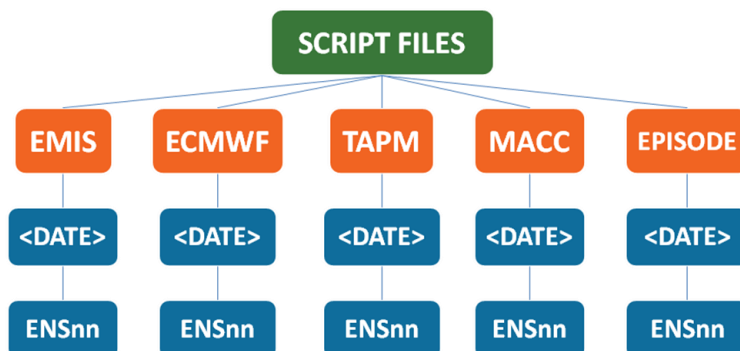 SCRIPT FILES
EMIS ECMWF TAPM MACC EPISODE
<DATE> <DATE> <DATE> <DATE> <DATE>
ENSnn ENSnn ENSnn ENSnn ENSnn